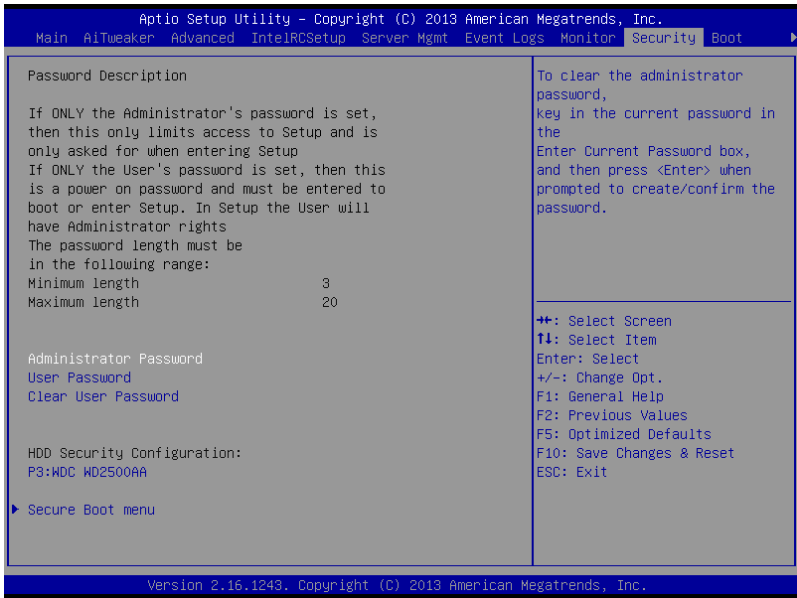 Aptio Setup Utility – Copyright (C) 2013 American Megatrends, Inc.
Main AiTweaker Advanced IntelRCSetup Server Mgmt Event Logs Monitor Security Boot
Password Description
If ONLY the Administrator's password is set,
then this only limits access to Setup and is
only asked for when entering Setup
If ONLY the User's password is set, then this
is a power on password and must be entered to
boot or enter Setup. In Setup the User will
have Administrator rights
The password length must be
in the following range:
Minimum length 3
Maximum length 20
Administrator Password
User Password
Clear User Password
HDD Security Configuration:
P3:WDC WD2500AA
Secure Boot menu
To clear the administrator
password,
key in the current password in
the
Enter Current Password box,
and then press <Enter> when
prompted to create/confirm the
password.
→←: Select Screen
↑↓: Select Item
Enter: Select
+/-: Change Opt.
F1: General Help
F2: Previous Values
F5: Optimized Defaults
F10: Save Changes & Reset
ESC: Exit
Version 2.16.1243. Copyright (C) 2013 American Megatrends, Inc.